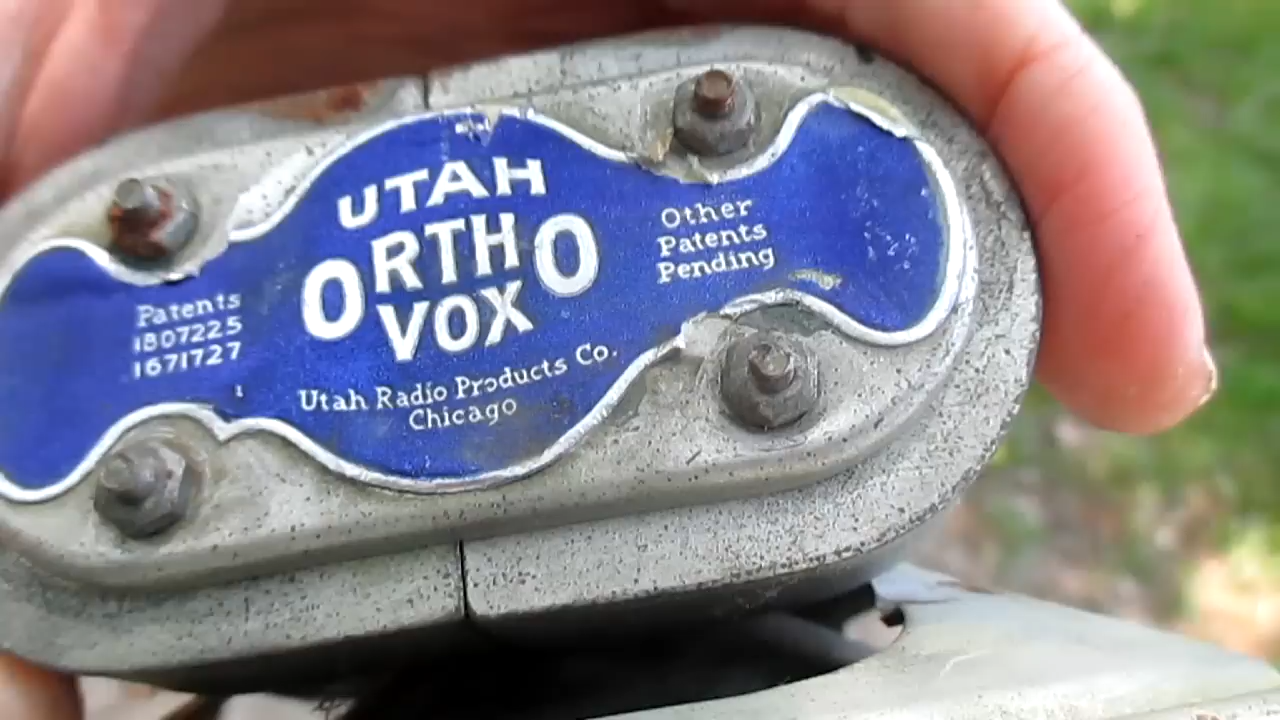 UTAH
ORTHO
VOX
Patents
1807225
1671727
Other
Patents
Pending
Utah Radio Products Co.
Chicago